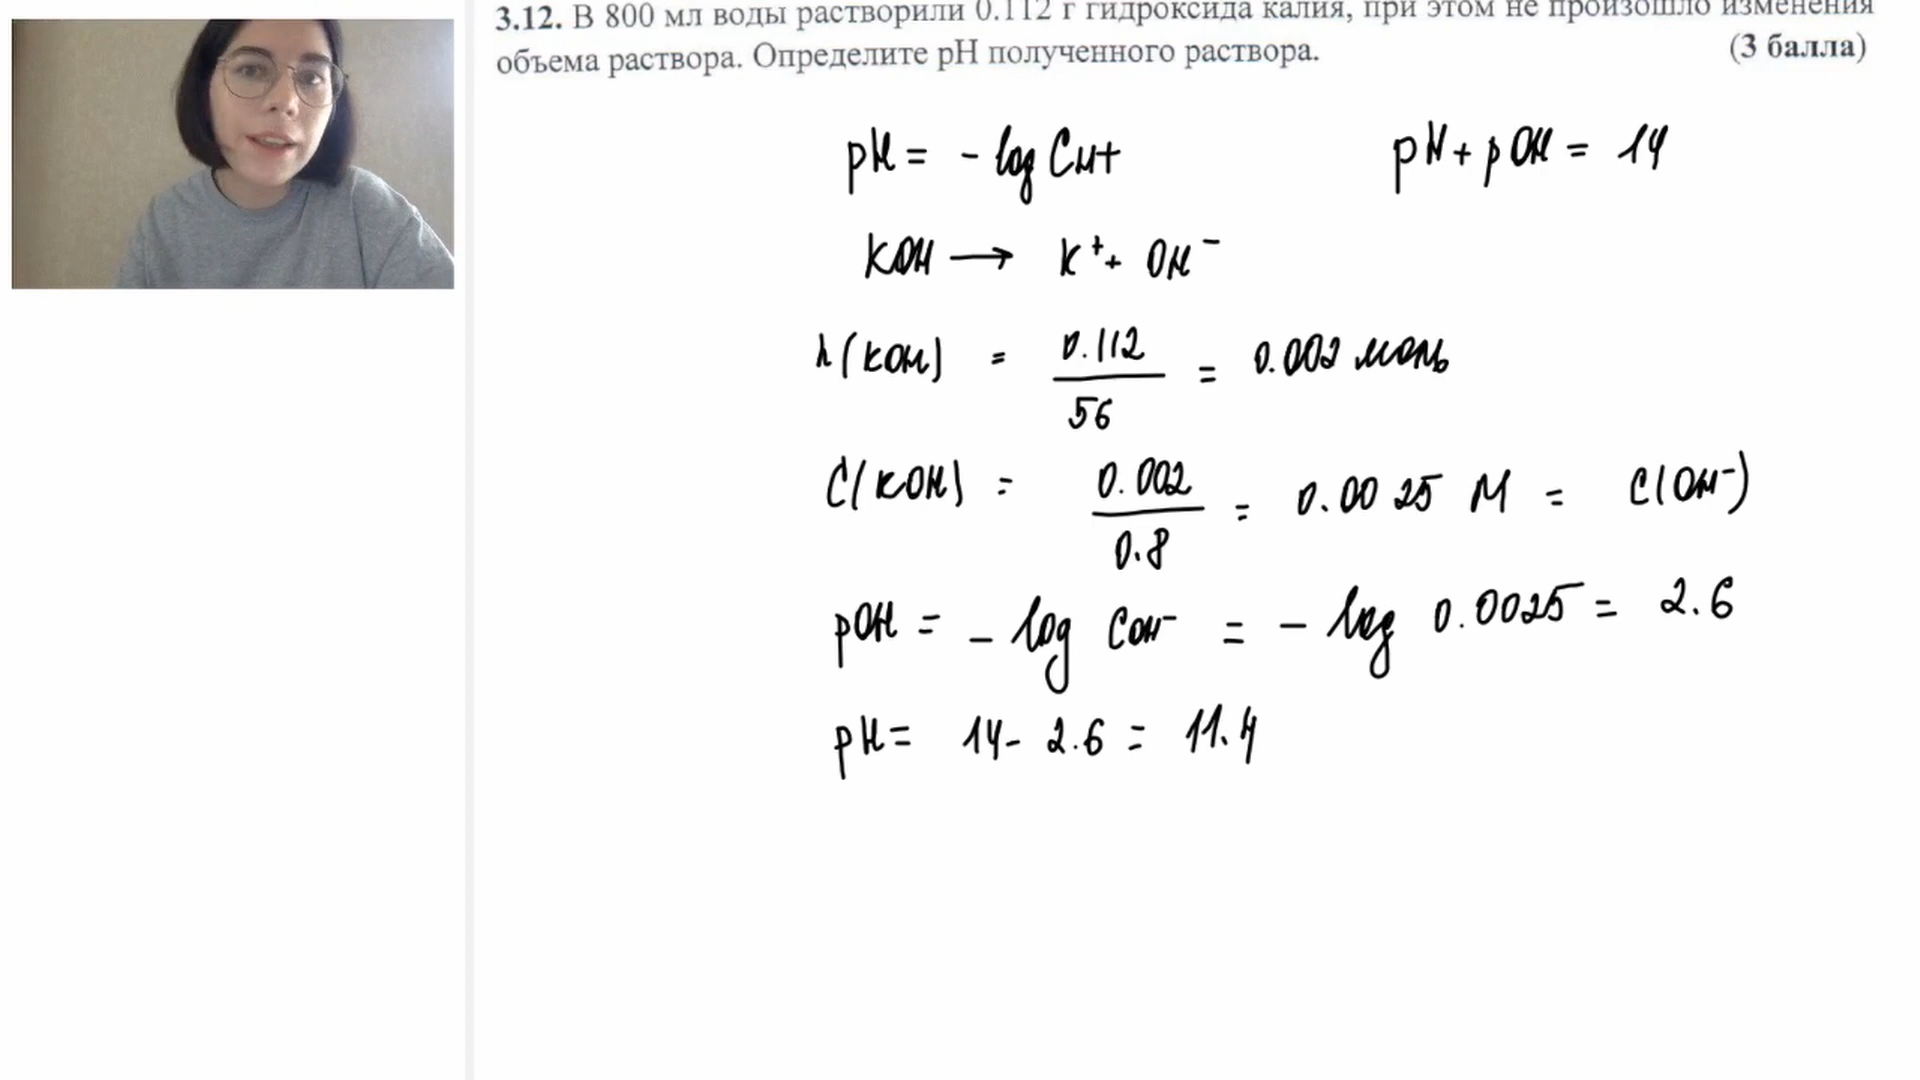 3.12. В 800 мл воды растворили 0.112 г гидроксида калия, при этом не произошло изменения
объема раствора. Определите pH полученного раствора. (3 балла)
pH = - log Cн+ pH + pOH = 14
KOH → K⁺ + OH⁻
n(KOH) = 0.112 / 56 = 0.002 моль
C(KOH) = 0.002 / 0.8 = 0.0025 M = C(OH⁻)
pOH = - log Cон⁻ = - log 0.0025 = 2.6
pH = 14 - 2.6 = 11.4